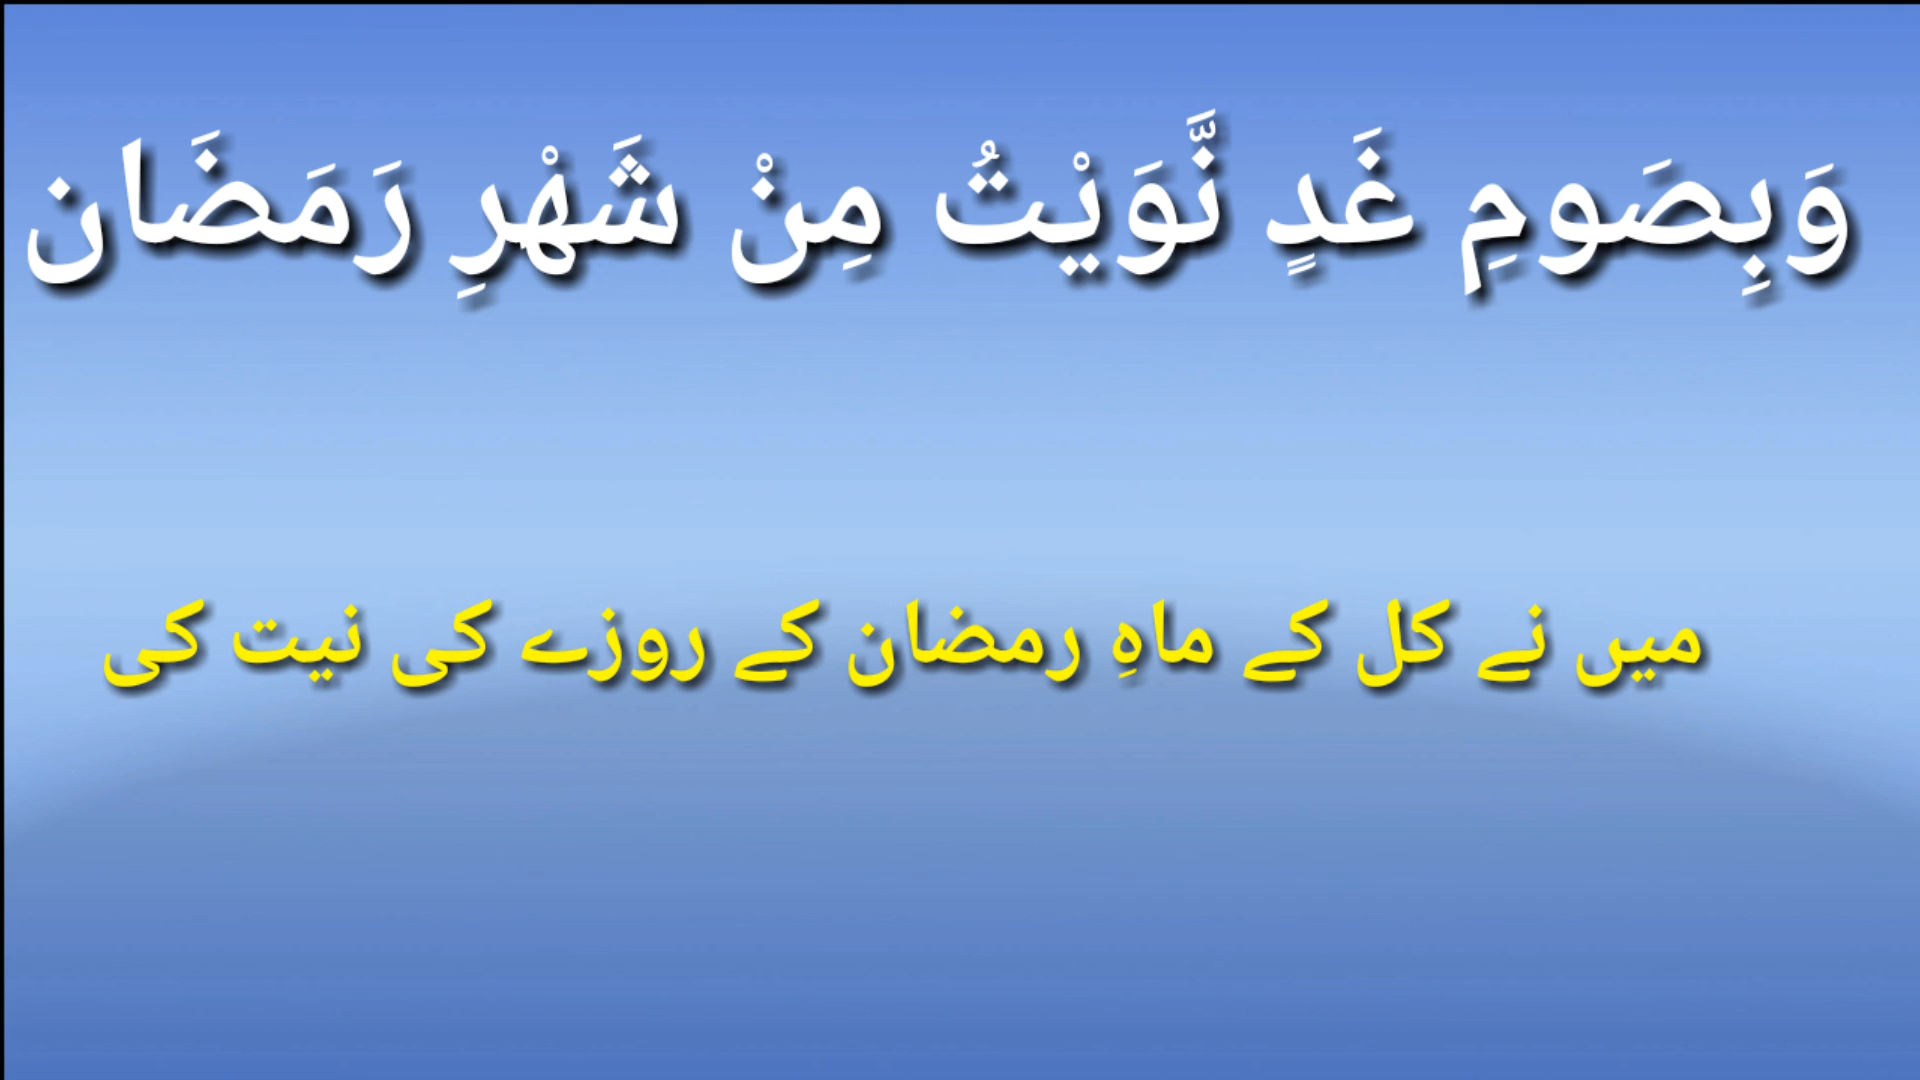 وَبِصَومِ غَدٍ نَّوَيْتُ مِنْ شَهْرِ رَمَضَان
میں نے کل کے ماہِ رمضان کے روزے کی نیت کی